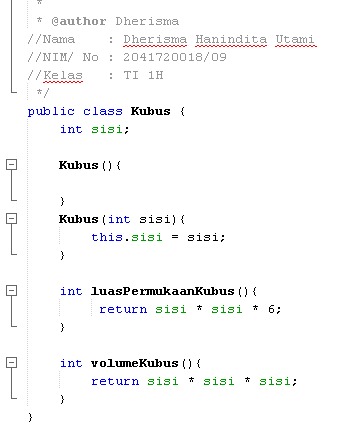 *
* @author Dherisma
//Nama    : Dherisma Hanindita Utami
//NIM/ No : 2041720018/09
//Kelas   : TI 1H
*/
public class Kubus {
    int sisi;
    Kubus(){
    }
    Kubus(int sisi){
        this.sisi = sisi;
    }
    int luasPermukaanKubus(){
         return sisi * sisi * 6;
    }
    int volumeKubus(){
        return sisi * sisi * sisi;
    }
}